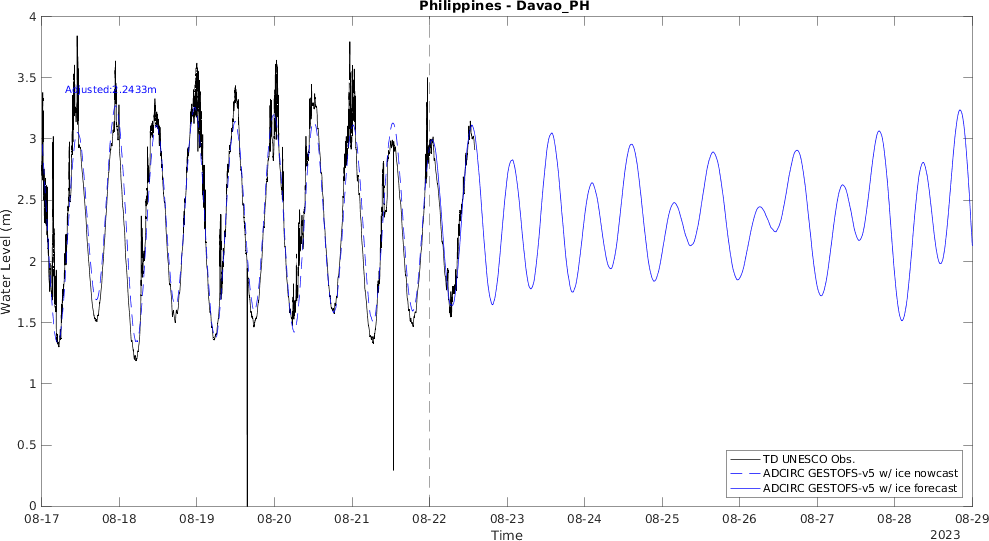 Philippines - Davao_PH
4
3.5
Adjusted:2.2433m
3
2.5
2
1.5
1
0.5
0
Water Level (m)
TD UNESCO Obs.
ADCIRC GESTOFS-v5 w/ ice nowcast
ADCIRC GESTOFS-v5 w/ ice forecast
08-17 08-18 08-19 08-20 08-21 08-22 08-23 08-24 08-25 08-26 08-27 08-28 08-29
Time
2023